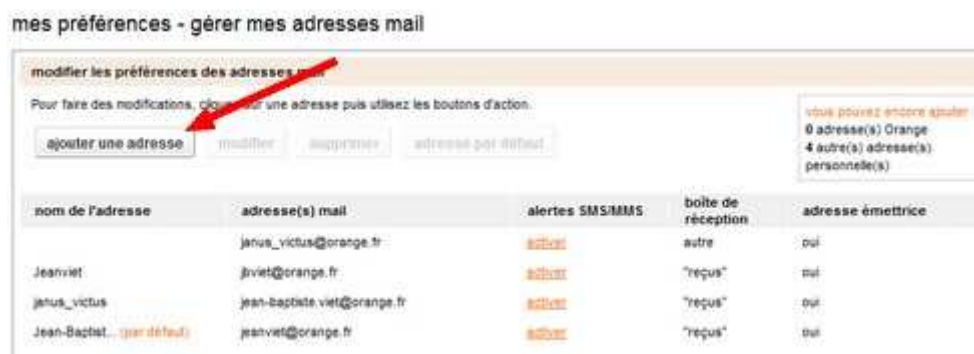 mes préférences - gérer mes adresses mail
modifier les préférences des adresses mail
Pour faire des modifications, cliquez sur une adresse puis utilisez les boutons d'action.
ajouter une adresse modifier supprimer adresse par défaut
vous pouvez encore ajouter
0 adresse(s) Orange
4 autre(s) adresse(s)
personnelle(s)
nom de l'adresse adresse(s) mail alertes SMS/MMS boîte de réception adresse émettrice
janus_victus@orange.fr activer autre oui
Jeanviet jbviet@orange.fr activer "reçus" oui
janus_victus jean-baptiste.viet@orange.fr activer "reçus" oui
Jean-Baptist... (par défaut) jeanviet@orange.fr activer "reçus" oui